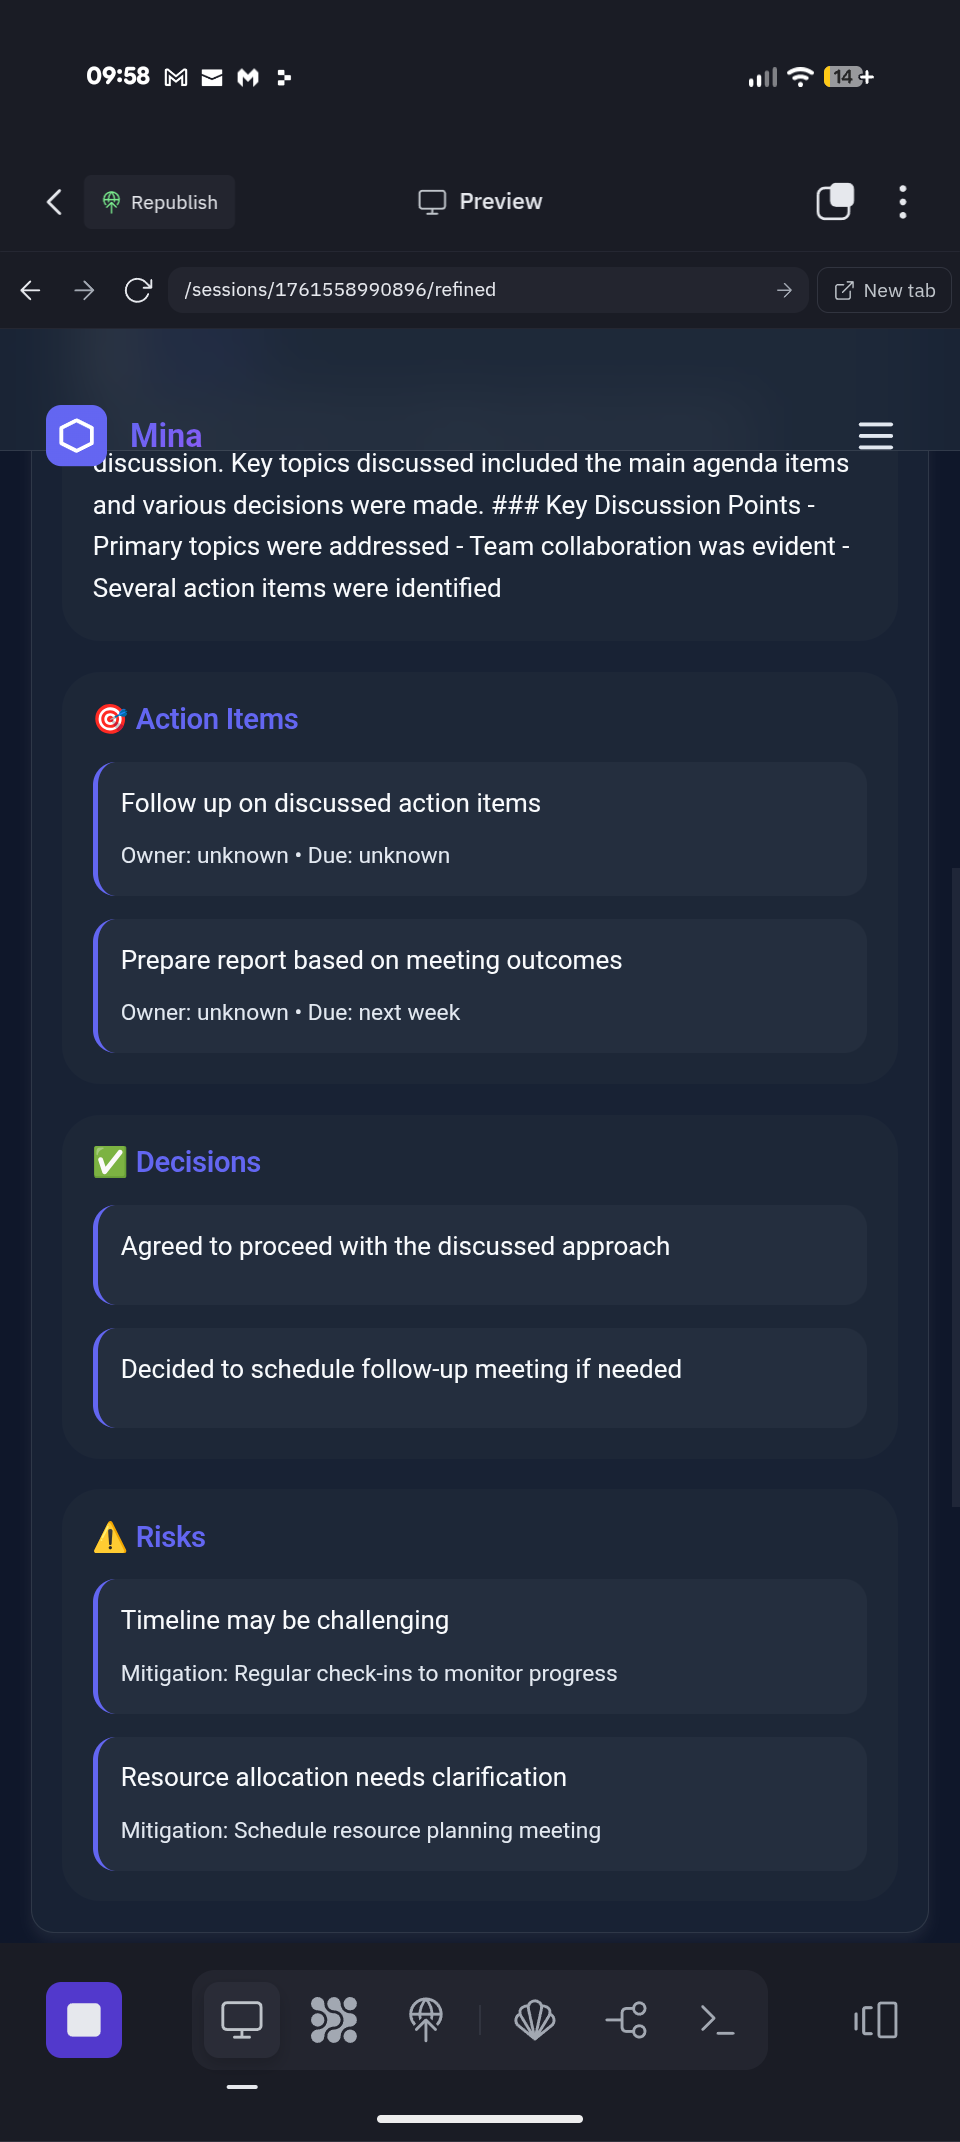 09:58
14+
Republish
Preview
/sessions/1761558990896/refined
New tab
Mina
discussion. Key topics discussed included the main agenda items
and various decisions were made. ### Key Discussion Points -
Primary topics were addressed - Team collaboration was evident -
Several action items were identified
🎯 Action Items
Follow up on discussed action items
Owner: unknown • Due: unknown
Prepare report based on meeting outcomes
Owner: unknown • Due: next week
✅ Decisions
Agreed to proceed with the discussed approach
Decided to schedule follow-up meeting if needed
⚠️ Risks
Timeline may be challenging
Mitigation: Regular check-ins to monitor progress
Resource allocation needs clarification
Mitigation: Schedule resource planning meeting